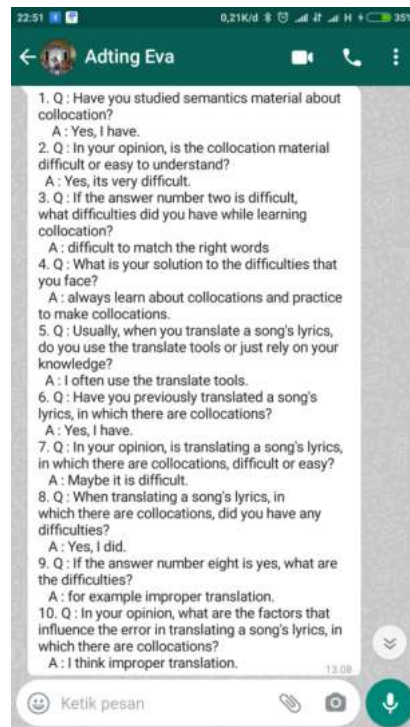 22:51 0,21K/d H 35%
Adting Eva
1. Q : Have you studied semantics material about
collocation?
A : Yes, I have.
2. Q : In your opinion, is the collocation material
difficult or easy to understand?
A : Yes, its very difficult.
3. Q : If the answer number two is difficult,
what difficulties did you have while learning
collocation?
A : difficult to match the right words
4. Q : What is your solution to the difficulties that
you face?
A : always learn about collocations and practice
to make collocations.
5. Q : Usually, when you translate a song's lyrics,
do you use the translate tools or just rely on your
knowledge?
A : I often use the translate tools.
6. Q : Have you previously translated a song's
lyrics, in which there are collocations?
A : Yes, I have.
7. Q : In your opinion, is translating a song's lyrics,
in which there are collocations, difficult or easy?
A : Maybe it is difficult.
8. Q : When translating a song's lyrics, in
which there are collocations, did you have any
difficulties?
A : Yes, I did.
9. Q : If the answer number eight is yes, what are
the difficulties?
A : for example improper translation.
10. Q : In your opinion, what are the factors that
influence the error in translating a song's lyrics, in
which there are collocations?
A : I think improper translation.
13.08
Ketik pesan